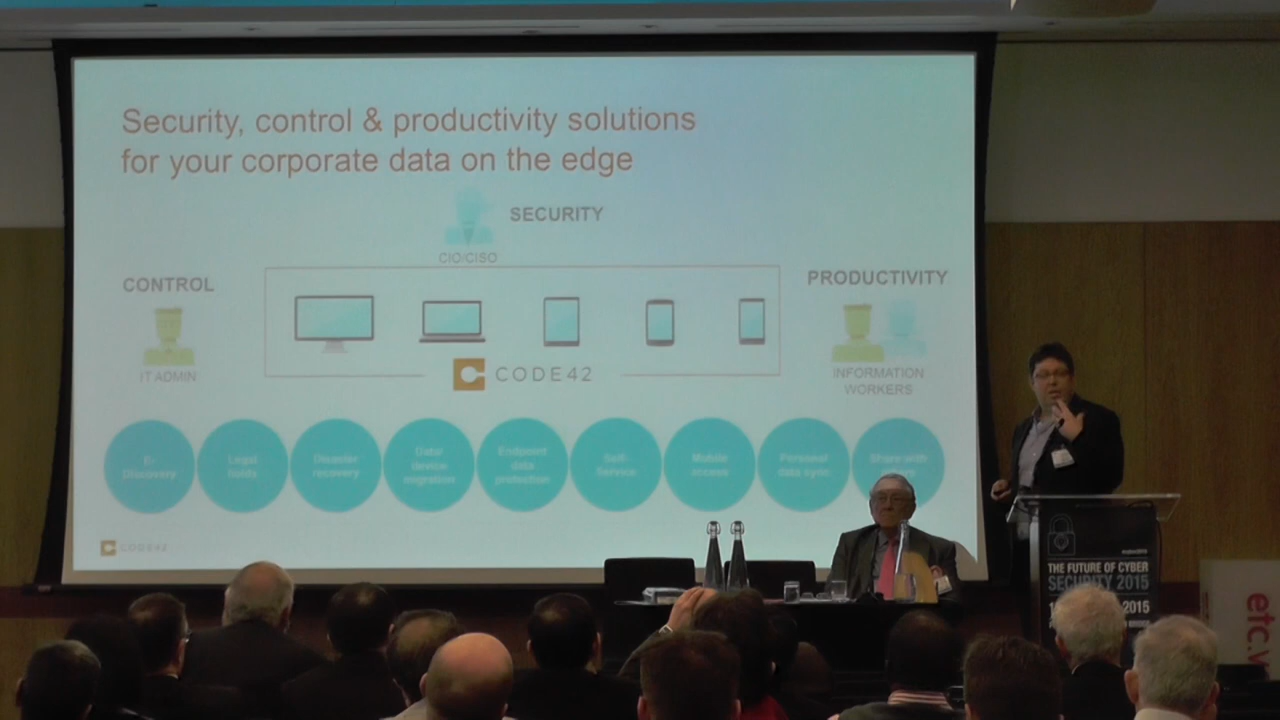 Security, control & productivity solutions
for your corporate data on the edge
SECURITY
CIO/CISO
CONTROL
IT ADMIN
PRODUCTIVITY
INFORMATION
WORKERS
CODE42
E-
Discovery
Legal
holds
Disaster
recovery
Data/
device
migration
Endpoint
data
protection
Self-
Service
Mobile
access
Personal
data sync
Share with
CODE42
THE FUTURE OF CYBER
SECURITY 2015
2015
etc.v